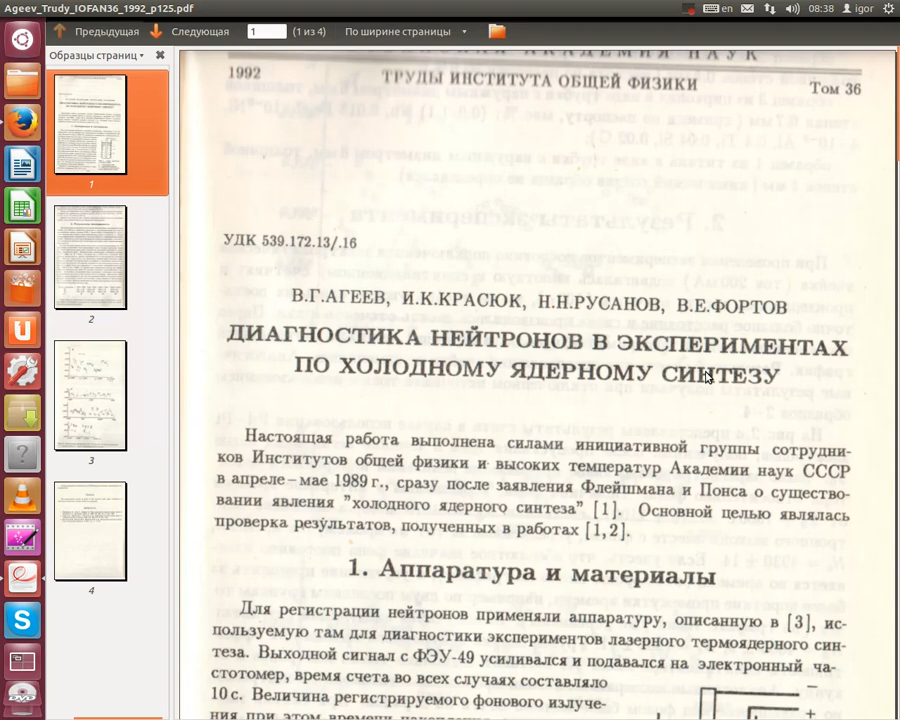 Ageev_Trudy_IOFAN36_1992_p125.pdf
en
08:38
igor
Предыдущая
Следующая
1
(1 из 4)
По ширине страницы
Образцы страниц
1
2
3
4
АКАДЕМИЯ НАУК
1992
ТРУДЫ ИНСТИТУТА ОБЩЕЙ ФИЗИКИ
Том 36
УДК 539.172.13/.16
В.Г.АГЕЕВ, И.К.КРАСЮК, Н.Н.РУСАНОВ, В.Е.ФОРТОВ
ДИАГНОСТИКА НЕЙТРОНОВ В ЭКСПЕРИМЕНТАХ
ПО ХОЛОДНОМУ ЯДЕРНОМУ СИНТЕЗУ
Настоящая работа выполнена силами инициативной группы сотрудни-
ков Институтов общей физики и высоких температур Академии наук СССР
в апреле–мае 1989 г., сразу после заявления Флейшмана и Понса о существо-
вании явления "холодного ядерного синтеза" [1]. Основной целью являлась
проверка результатов, полученных в работах [1,2].
1. Аппаратура и материалы
Для регистрации нейтронов применяли аппаратуру, описанную в [3], ис-
пользуемую там для диагностики экспериментов лазерного термоядерного син-
теза. Выходной сигнал с ФЭУ-49 усиливался и подавался на электронный ча-
стотомер, время счета во всех случаях составляло
10 с. Величина регистрируемого фонового излуче-